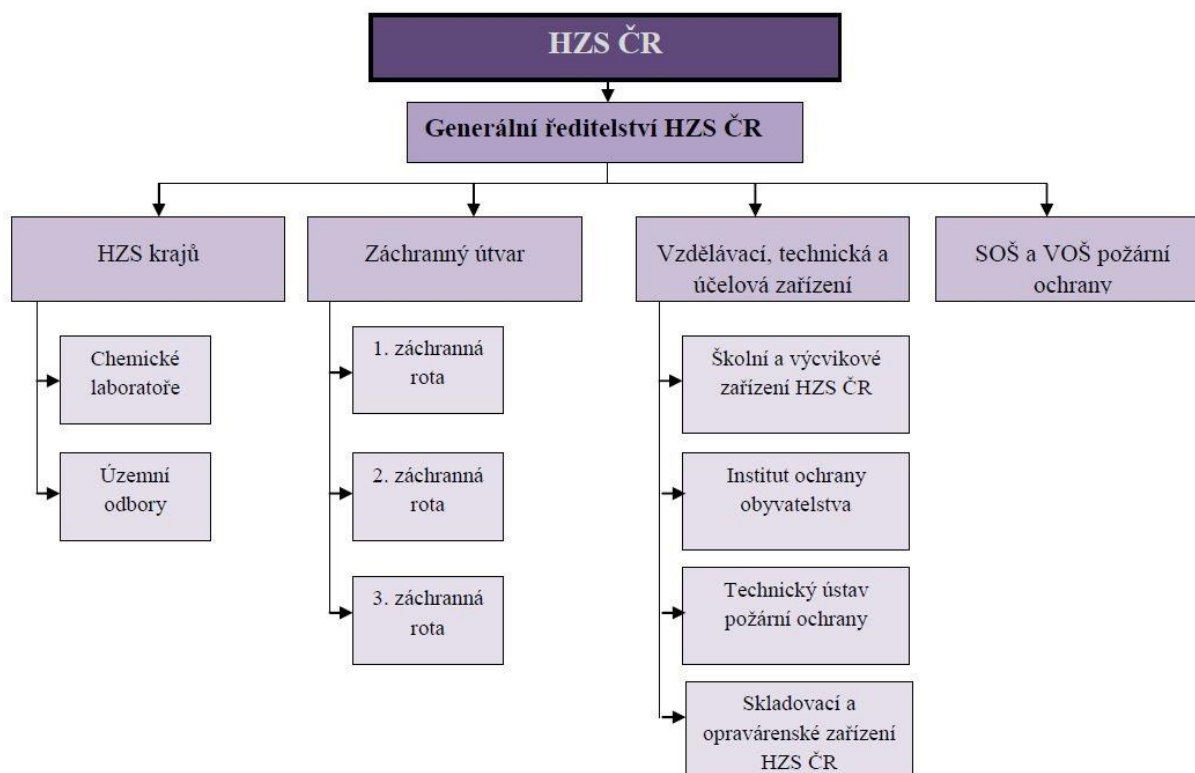 HZS ČR
Generální ředitelství HZS ČR
HZS krajů
Záchranný útvar
Vzdělávací, technická a
účelová zařízení
SOŠ a VOŠ požární
ochrany
Chemické
laboratoře
Územní
odbory
1. záchranná
rota
2. záchranná
rota
3. záchranná
rota
Školní a výcvikové
zařízení HZS ČR
Institut ochrany
obyvatelstva
Technický ústav
požární ochrany
Skladovací a
opravárenské zařízení
HZS ČR